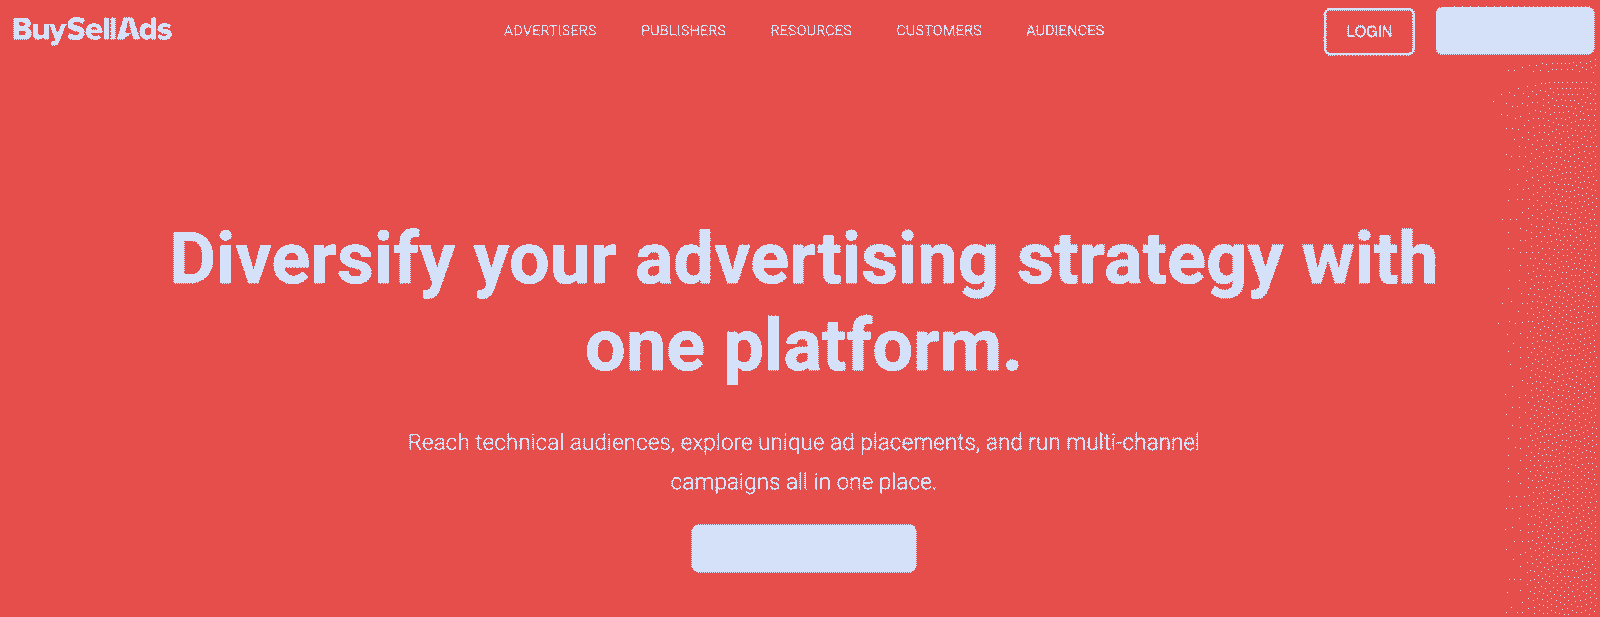 BuySellAds
ADVERTISERS PUBLISHERS RESOURCES CUSTOMERS AUDIENCES LOGIN
Diversify your advertising strategy with
one platform.
Reach technical audiences, explore unique ad placements, and run multi-channel
campaigns all in one place.